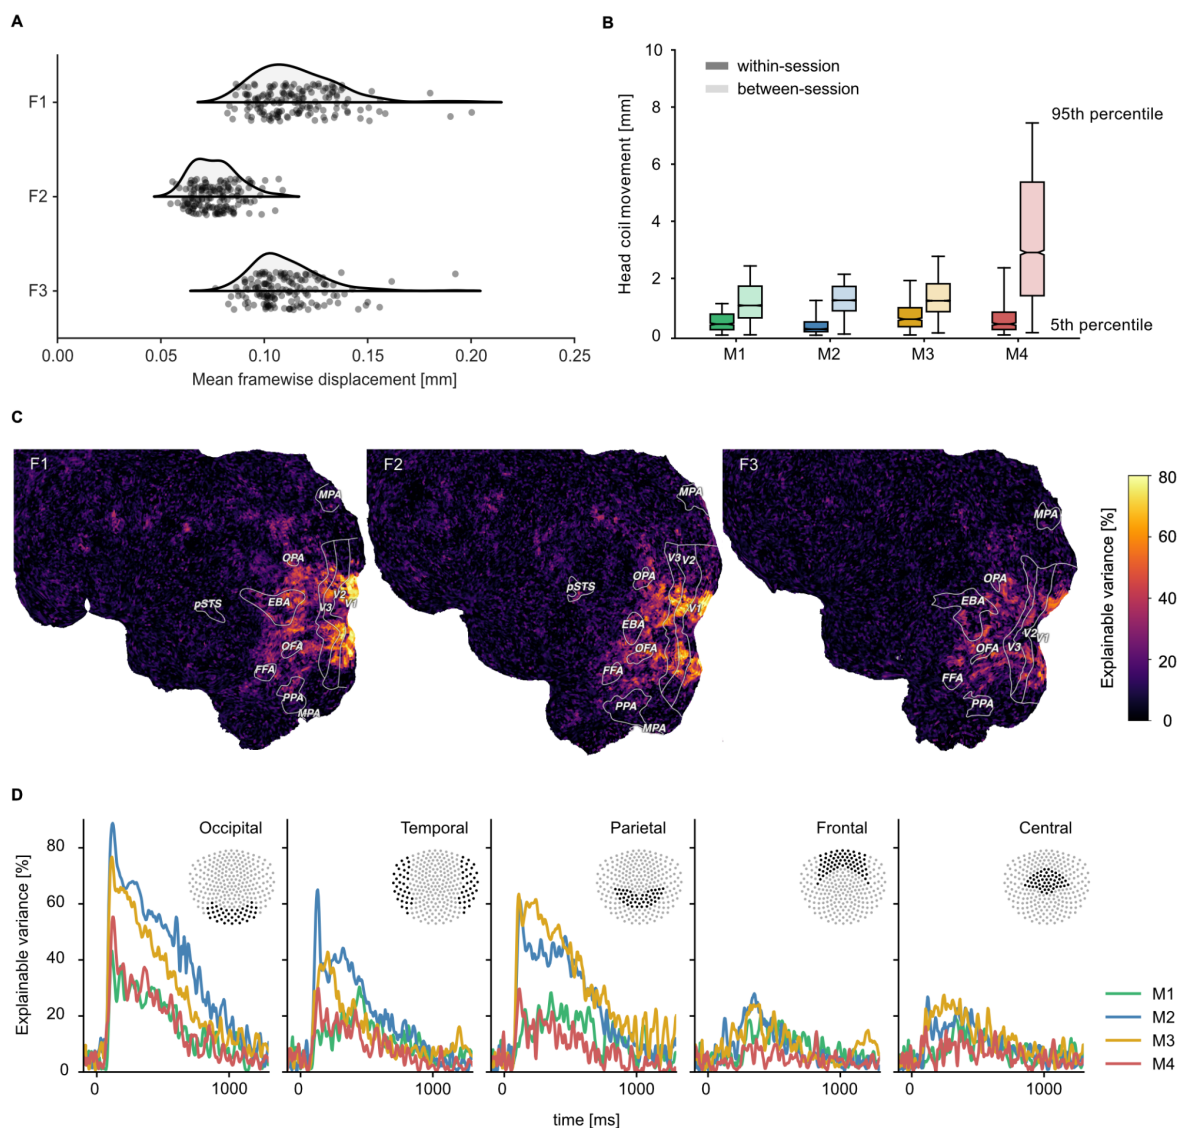 A
F1
F2
F3
0.00 0.05 0.10 0.15 0.20 0.25
Mean framewise displacement [mm]
B
Head coil movement [mm]
10
8
6
4
2
0
within-session
between-session
95th percentile
5th percentile
M1 M2 M3 M4
C
F1
MPA
OPA
pSTS
EBA
V3
V2
V1
OFA
FFA
PPA
MPA
F2
MPA
V3
V2
OPA
pSTS
V1
EBA
OFA
FFA
PPA
MPA
F3
MPA
OPA
EBA
V2
V1
OFA
V3
FFA
PPA
Explainable variance [%]
80
60
40
20
0
D
Explainable variance [%]
80
60
40
20
0
Occipital
Temporal
Parietal
Frontal
Central
0 1000
0 1000
0 1000
0 1000
0 1000
time [ms]
M1
M2
M3
M4